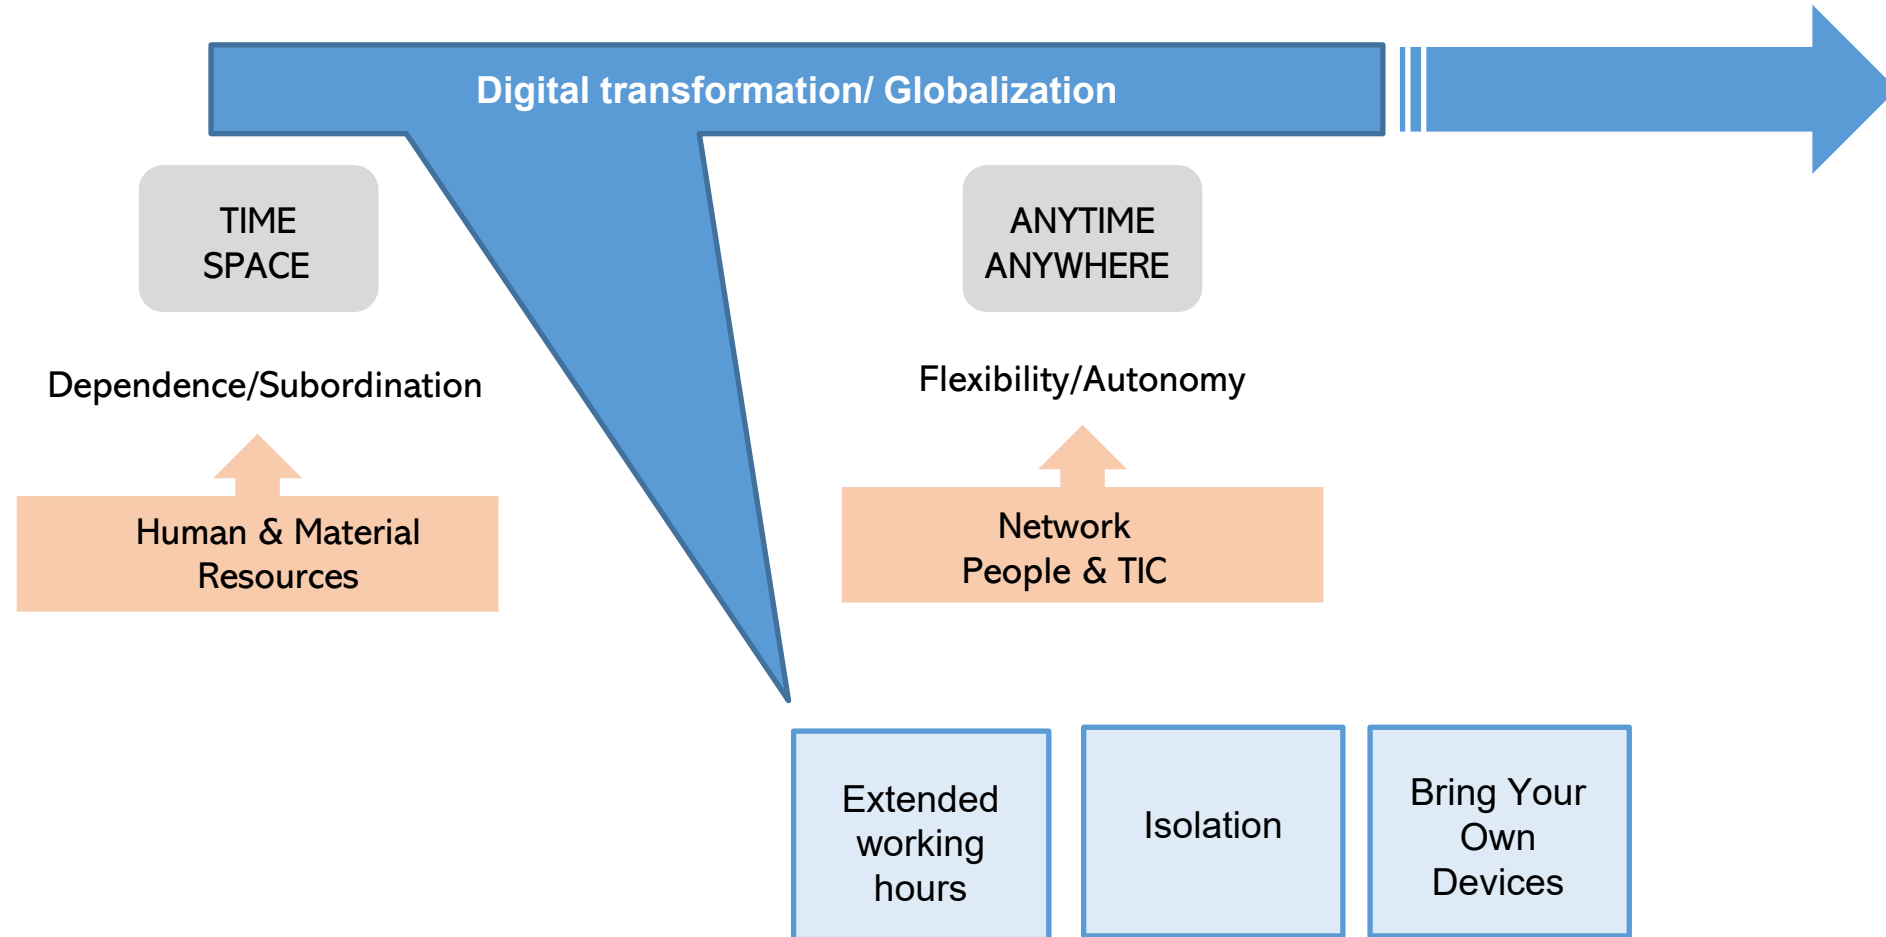 Digital transformation/ Globalization
TIME
SPACE
ANYTIME
ANYWHERE
Dependence/Subordination
Flexibility/Autonomy
Human & Material
Resources
Network
People & TIC
Extended
working
hours
Isolation
Bring Your
Own
Devices